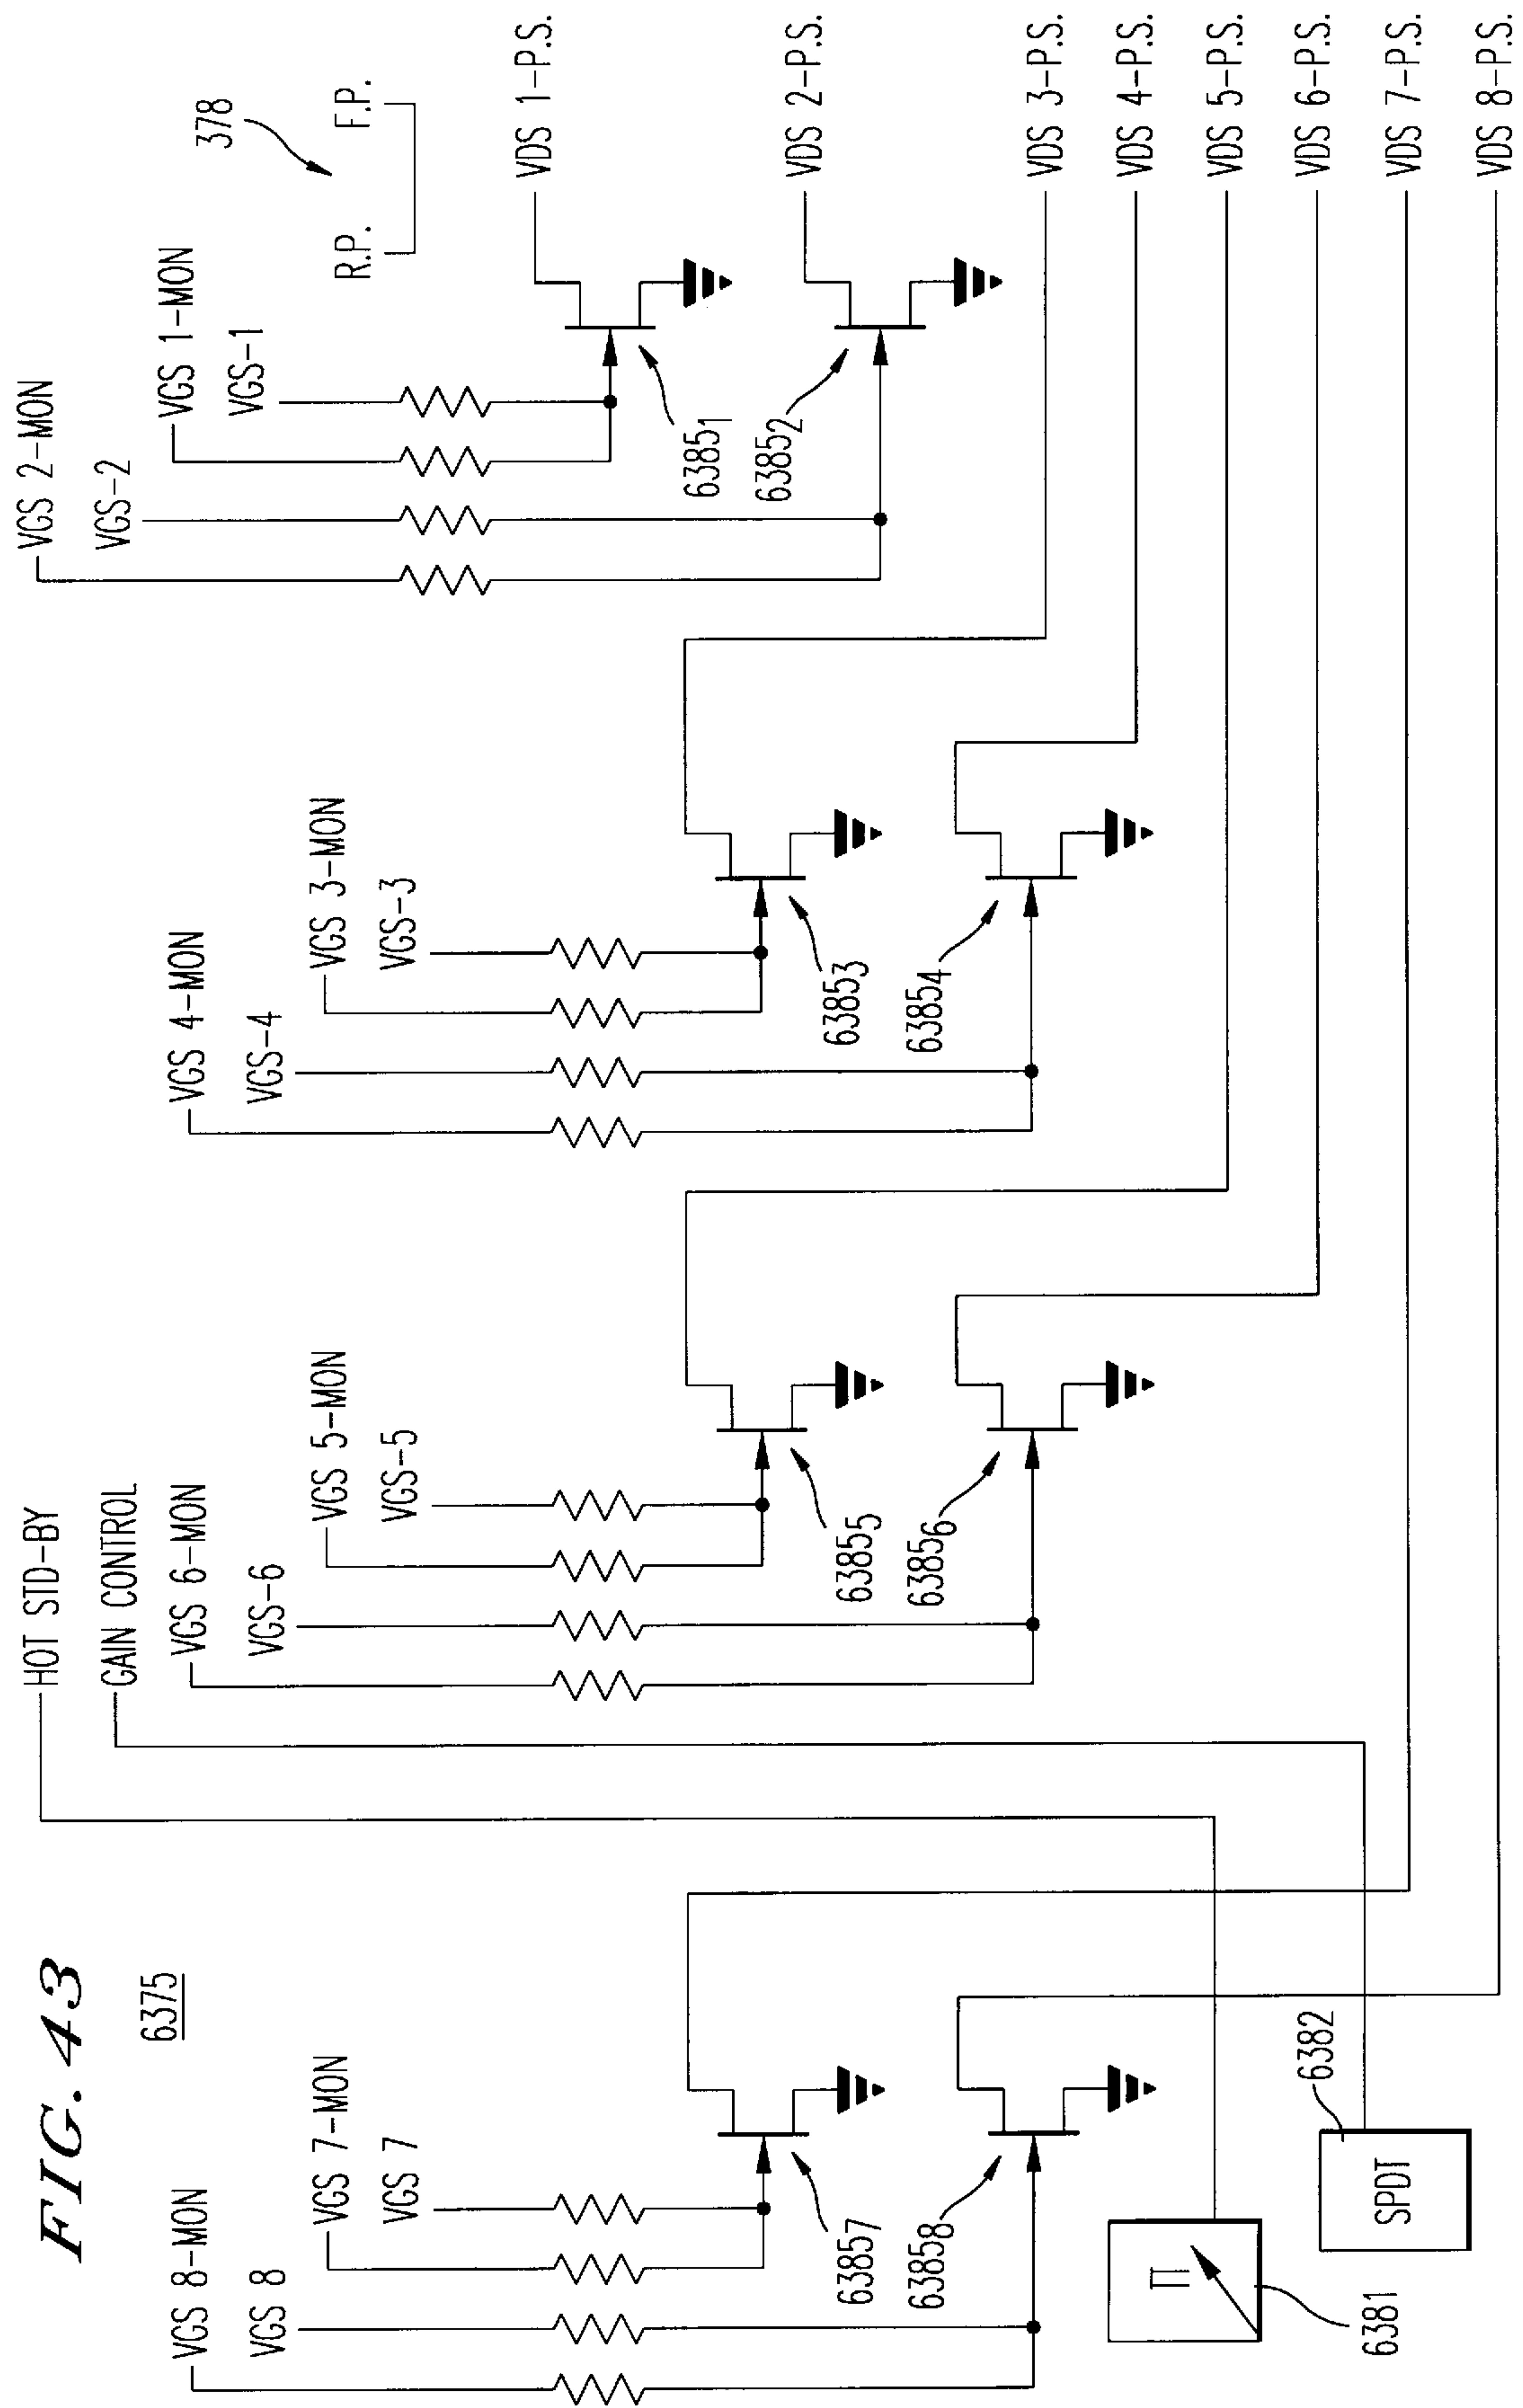 FIG. 43
6375
HOT STD-BY
GAIN CONTROL
VGS 8-MON
VGS 8
VGS 7-MON
VGS 7
VGS 6-MON
VGS-6
VGS 5-MON
VGS-5
VGS 4-MON
VGS-4
VGS 3-MON
VGS-3
VGS 2-MON
VGS-2
VGS 1-MON
VGS-1
378
R.P. F.P.
63857
63858
63855
63856
63853
63854
63851
63852
VDS 1-P.S.
VDS 2-P.S.
VDS 3-P.S.
VDS 4-P.S.
VDS 5-P.S.
VDS 6-P.S.
VDS 7-P.S.
VDS 8-P.S.
π
6381
SPDT
6382